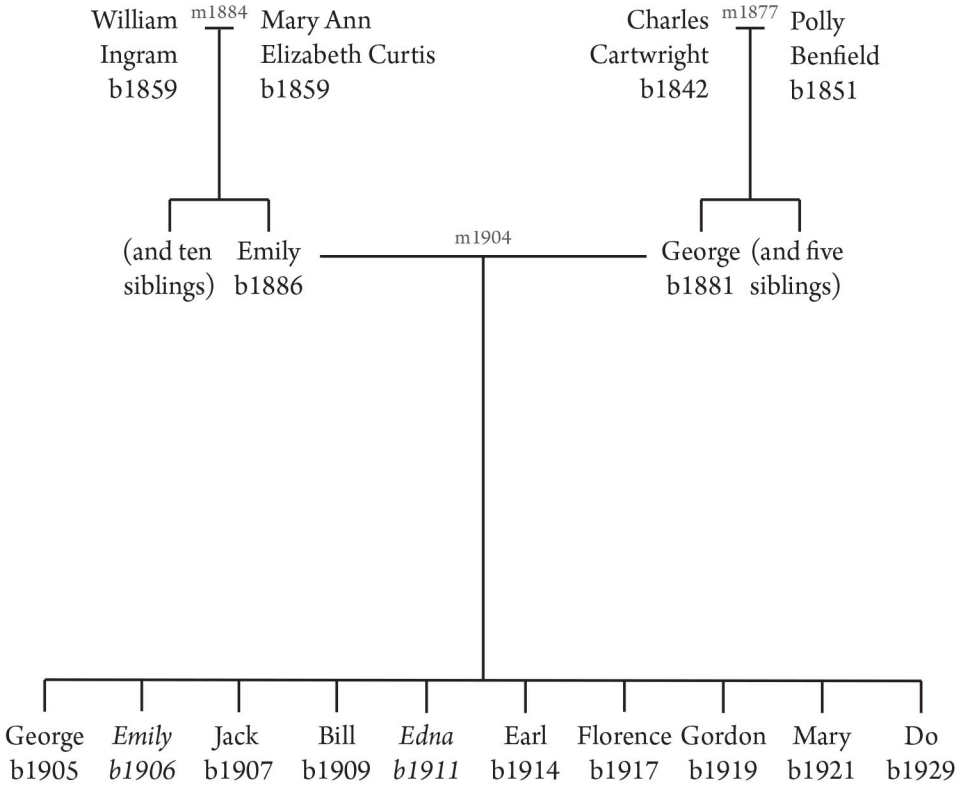 William m1884 Mary Ann
Ingram Elizabeth Curtis
b1859 b1859
Charles m1877 Polly
Cartwright Benfield
b1842 b1851
(and ten Emily
siblings) b1886
m1904
George (and five
b1881 siblings)
George Emily Jack Bill Edna Earl Florence Gordon Mary Do
b1905 b1906 b1907 b1909 b1911 b1914 b1917 b1919 b1921 b1929